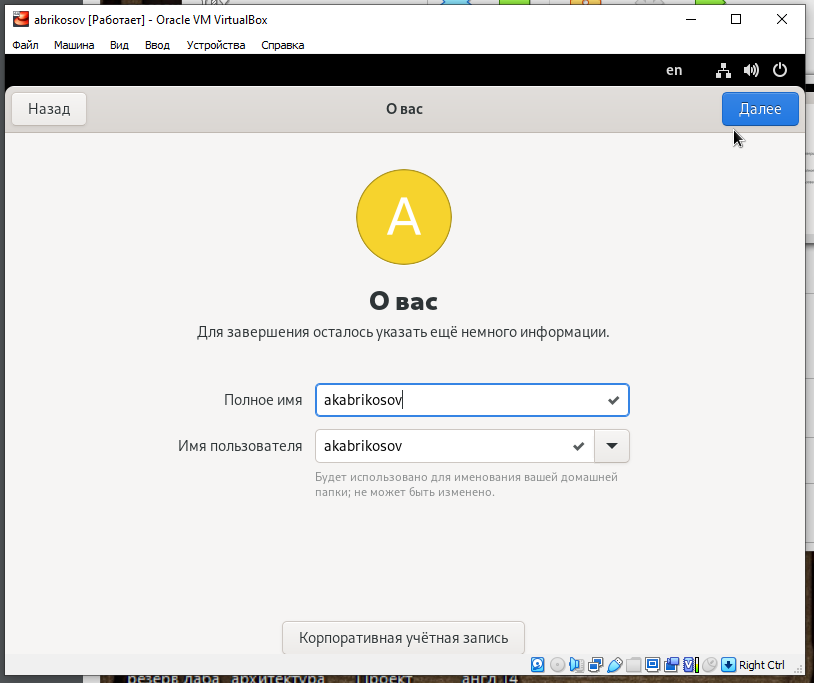 abrikosov [Работает] - Oracle VM VirtualBox
Файл Машина Вид Ввод Устройства Справка
en
Назад О вас Далее
A
О вас
Для завершения осталось указать ещё немного информации.
Полное имя akabrikosov
Имя пользователя akabrikosov
Будет использовано для именования вашей домашней
папки; не может быть изменено.
Корпоративная учётная запись
Right Ctrl
резерв лаба архитектура Проект англ 14